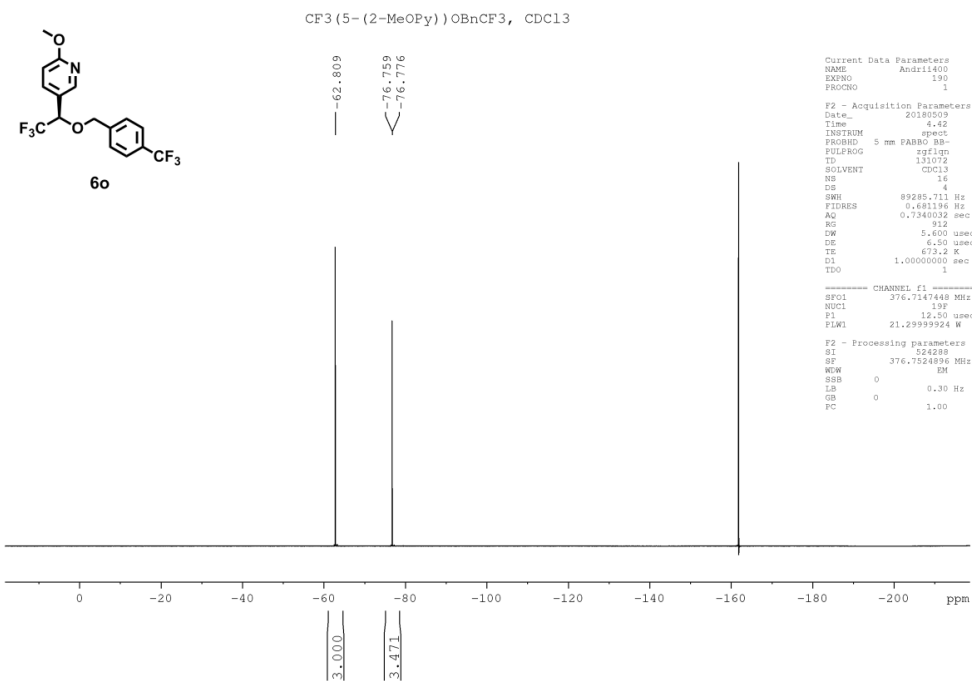 CF3(5-(2-MeOPy))OBnCF3, CDCl3
O
N
F3C
O
CF3
6o
-62.809
-76.759
-76.776
Current Data Parameters
NAME Andrii400
EXPNO 190
PROCNO 1
F2 - Acquisition Parameters
Date_ 20180509
Time 4.42
INSTRUM spect
PROBHD 5 mm PABBO BB-
PULPROG zgflqn
TD 131072
SOLVENT CDCl3
NS 16
DS 4
SWH 89285.711 Hz
FIDRES 0.681196 Hz
AQ 0.7340032 sec
RG 912
DW 5.600 usec
DE 6.50 usec
TE 673.2 K
D1 1.00000000 sec
TD0 1
======== CHANNEL f1 ========
SFO1 376.7147448 MHz
NUC1 19F
P1 12.50 usec
PLW1 21.29999924 W
F2 - Processing parameters
SI 524288
SF 376.7524896 MHz
WDW EM
SSB 0
LB 0.30 Hz
GB 0
PC 1.00
0 -20 -40 -60 -80 -100 -120 -140 -160 -180 -200 ppm
3.000
3.471